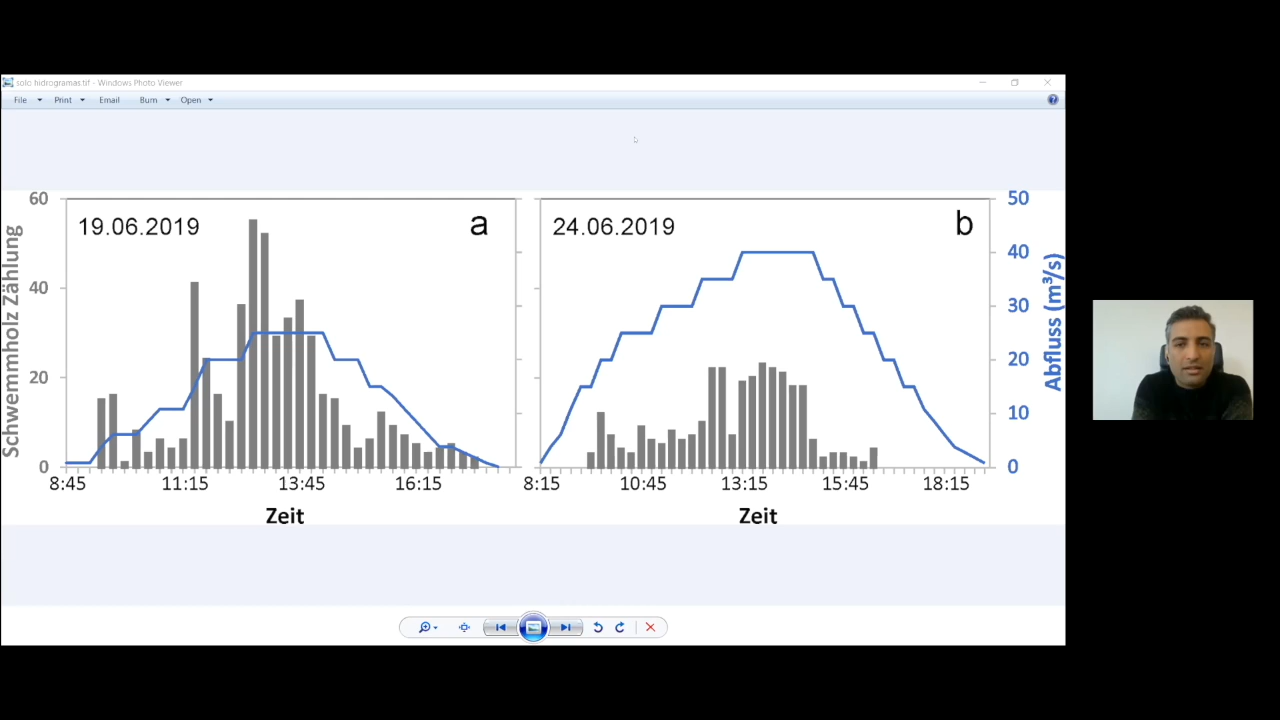 solo hidrogramas.tif - Windows Photo Viewer
File Print Email Burn Open
Schwemmholz Zählung
60
40
20
0
19.06.2019
a
8:45 11:15 13:45 16:15
Zeit
24.06.2019
b
8:15 10:45 13:15 15:45 18:15
Zeit
50
40
30
20
10
0
Abfluss (m³/s)